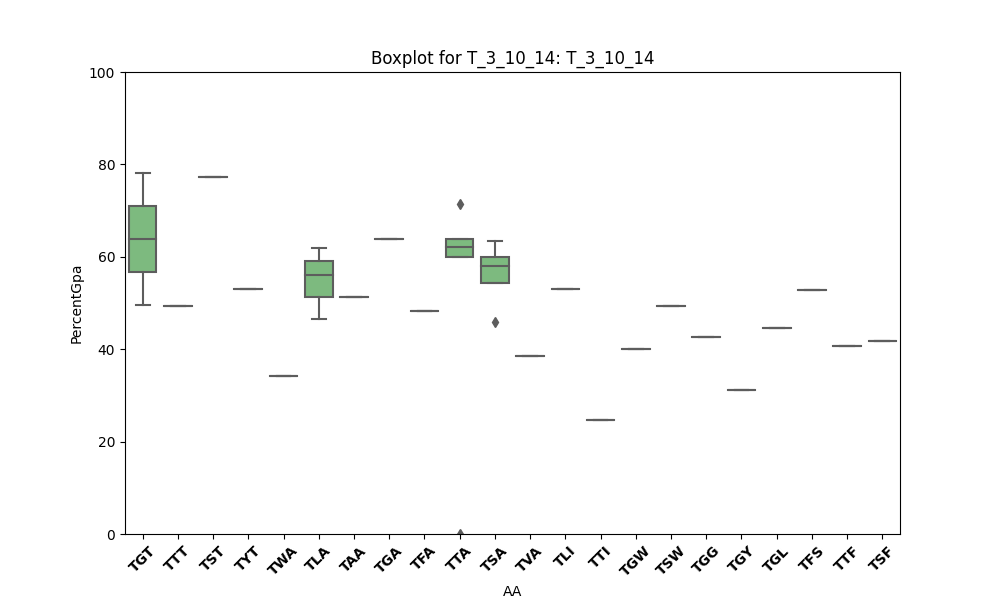 Boxplot for T_3_10_14: T_3_10_14
100
80
60
40
20
0
PercentGpa
TGT TTT TST TYT TWA TLA TAA TGA TFA TTA TSA TVA TLI TTI TGW TSW TGG TGY TGL TFS TTF TSF
AA